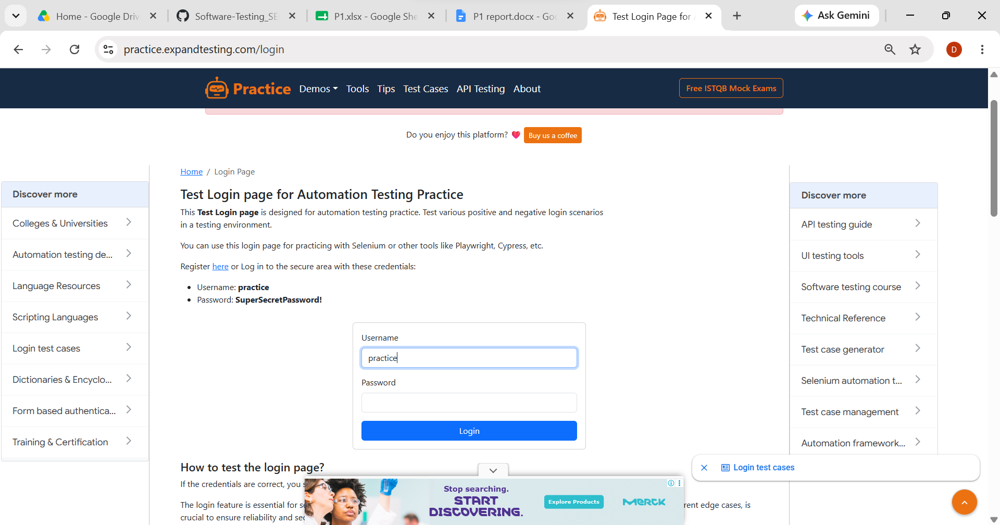 Home - Google Driv
Software-Testing_SE
P1.xlsx - Google She
P1 report.docx - Goo
Test Login Page for
Ask Gemini
practice.expandtesting.com/login
D
Practice
Demos
Tools
Tips
Test Cases
API Testing
About
Free ISTQB Mock Exams
Do you enjoy this platform?
Buy us a coffee
Home / Login Page
Discover more
Colleges & Universities
Automation testing de...
Language Resources
Scripting Languages
Login test cases
Dictionaries & Encyclo...
Form based authentica...
Training & Certification
Test Login page for Automation Testing Practice
This Test Login page is designed for automation testing practice. Test various positive and negative login scenarios
in a testing environment.
You can use this login page for practicing with Selenium or other tools like Playwright, Cypress, etc.
Register here or Log in to the secure area with these credentials:
• Username: practice
• Password: SuperSecretPassword!
Username
practice
Password
Login
How to test the login page?
If the credentials are correct, you s
The login feature is essential for se
rent edge cases, is
crucial to ensure reliability and sec
Discover more
API testing guide
UI testing tools
Software testing course
Technical Reference
Test case generator
Selenium automation t...
Test case management
Automation framework...
Login test cases
Stop searching.
START
DISCOVERING.
Explore Products
MERCK